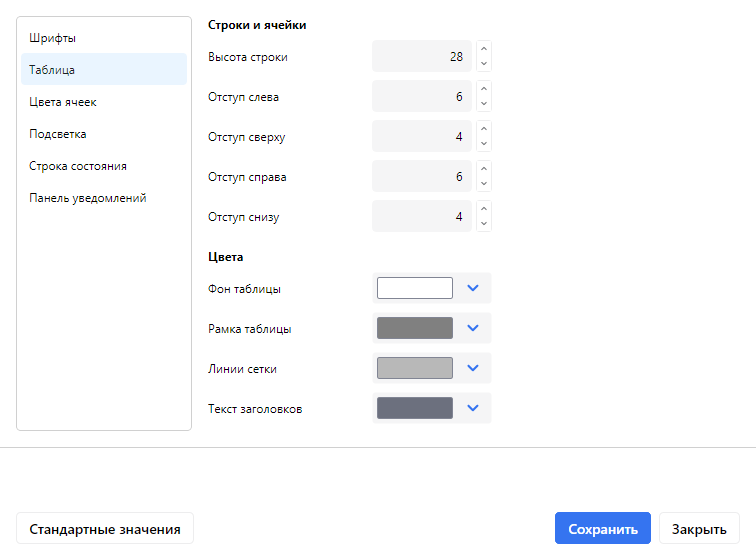 Шрифты
Таблица
Цвета ячеек
Подсветка
Строка состояния
Панель уведомлений
Строки и ячейки
Высота строки 28
Отступ слева 6
Отступ сверху 4
Отступ справа 6
Отступ снизу 4
Цвета
Фон таблицы
Рамка таблицы
Линии сетки
Текст заголовков
Стандартные значения
Сохранить
Закрыть